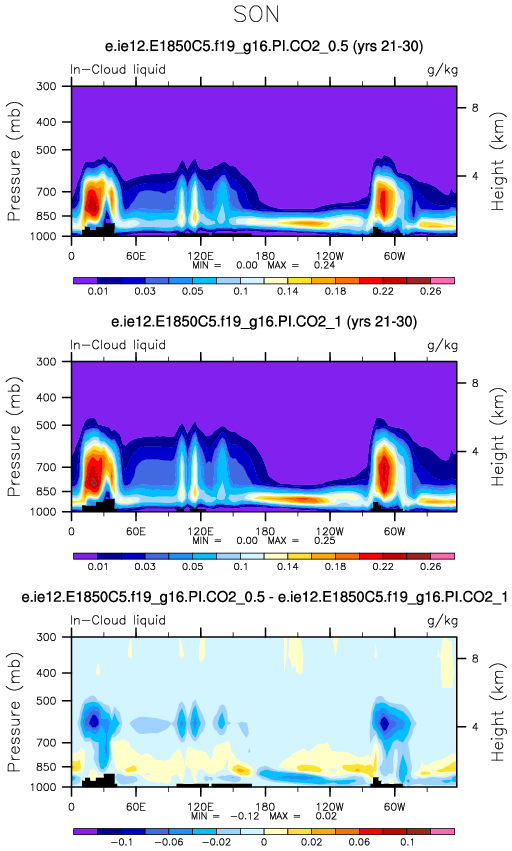 SON
e.ie12.E1850C5.f19_g16.PI.CO2_0.5 (yrs 21-30)
In-Cloud liquid g/kg
Pressure (mb)
300
400
500
700
850
1000
Height (km)
8
4
0 60E 120E 180 120W 60W
MIN = 0.00 MAX = 0.24
0.01 0.03 0.05 0.1 0.14 0.18 0.22 0.26
e.ie12.E1850C5.f19_g16.PI.CO2_1 (yrs 21-30)
In-Cloud liquid g/kg
Pressure (mb)
300
400
500
700
850
1000
Height (km)
8
4
0 60E 120E 180 120W 60W
MIN = 0.00 MAX = 0.25
0.01 0.03 0.05 0.1 0.14 0.18 0.22 0.26
e.ie12.E1850C5.f19_g16.PI.CO2_0.5 - e.ie12.E1850C5.f19_g16.PI.CO2_1
In-Cloud liquid g/kg
Pressure (mb)
300
400
500
700
850
1000
Height (km)
8
4
0 60E 120E 180 120W 60W
MIN = -0.12 MAX = 0.02
-0.1 -0.06 -0.02 0 0.02 0.06 0.1